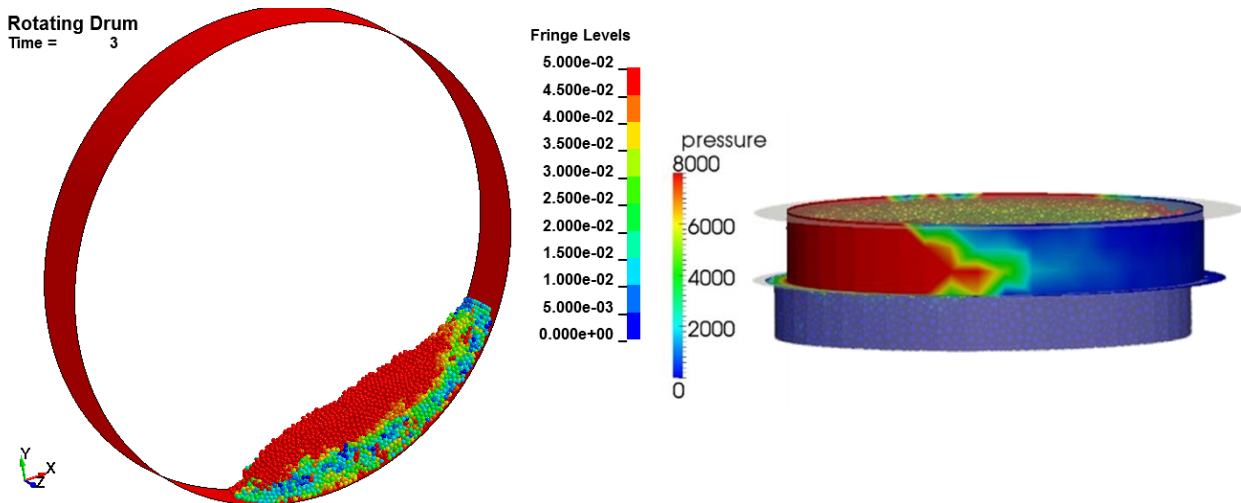 Rotating Drum
Time = 3
Fringe Levels
5.000e-02
4.500e-02
4.000e-02
3.500e-02
3.000e-02
2.500e-02
2.000e-02
1.500e-02
1.000e-02
5.000e-03
0.000e+00
Y
X
Z
pressure
8000
6000
4000
2000
0